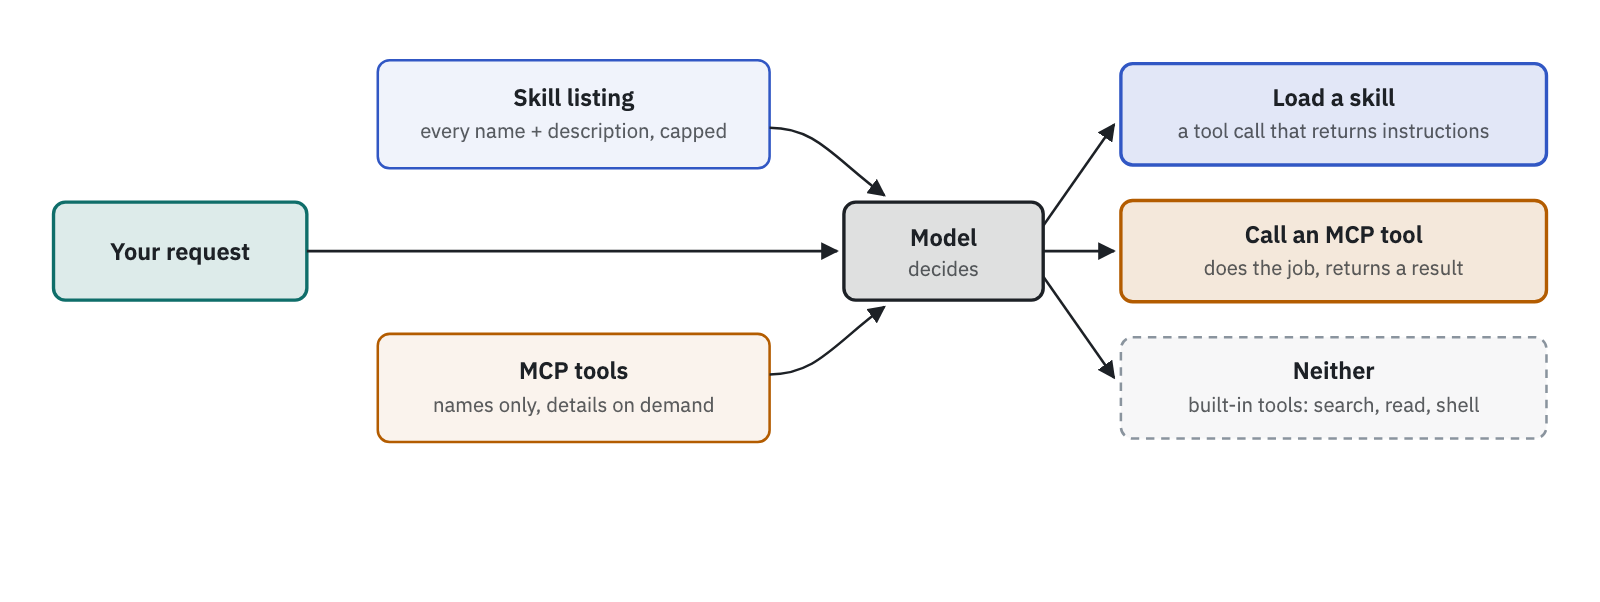 Skill listing
every name + description, capped
Your request
MCP tools
names only, details on demand
Model
decides
Load a skill
a tool call that returns instructions
Call an MCP tool
does the job, returns a result
Neither
built-in tools: search, read, shell